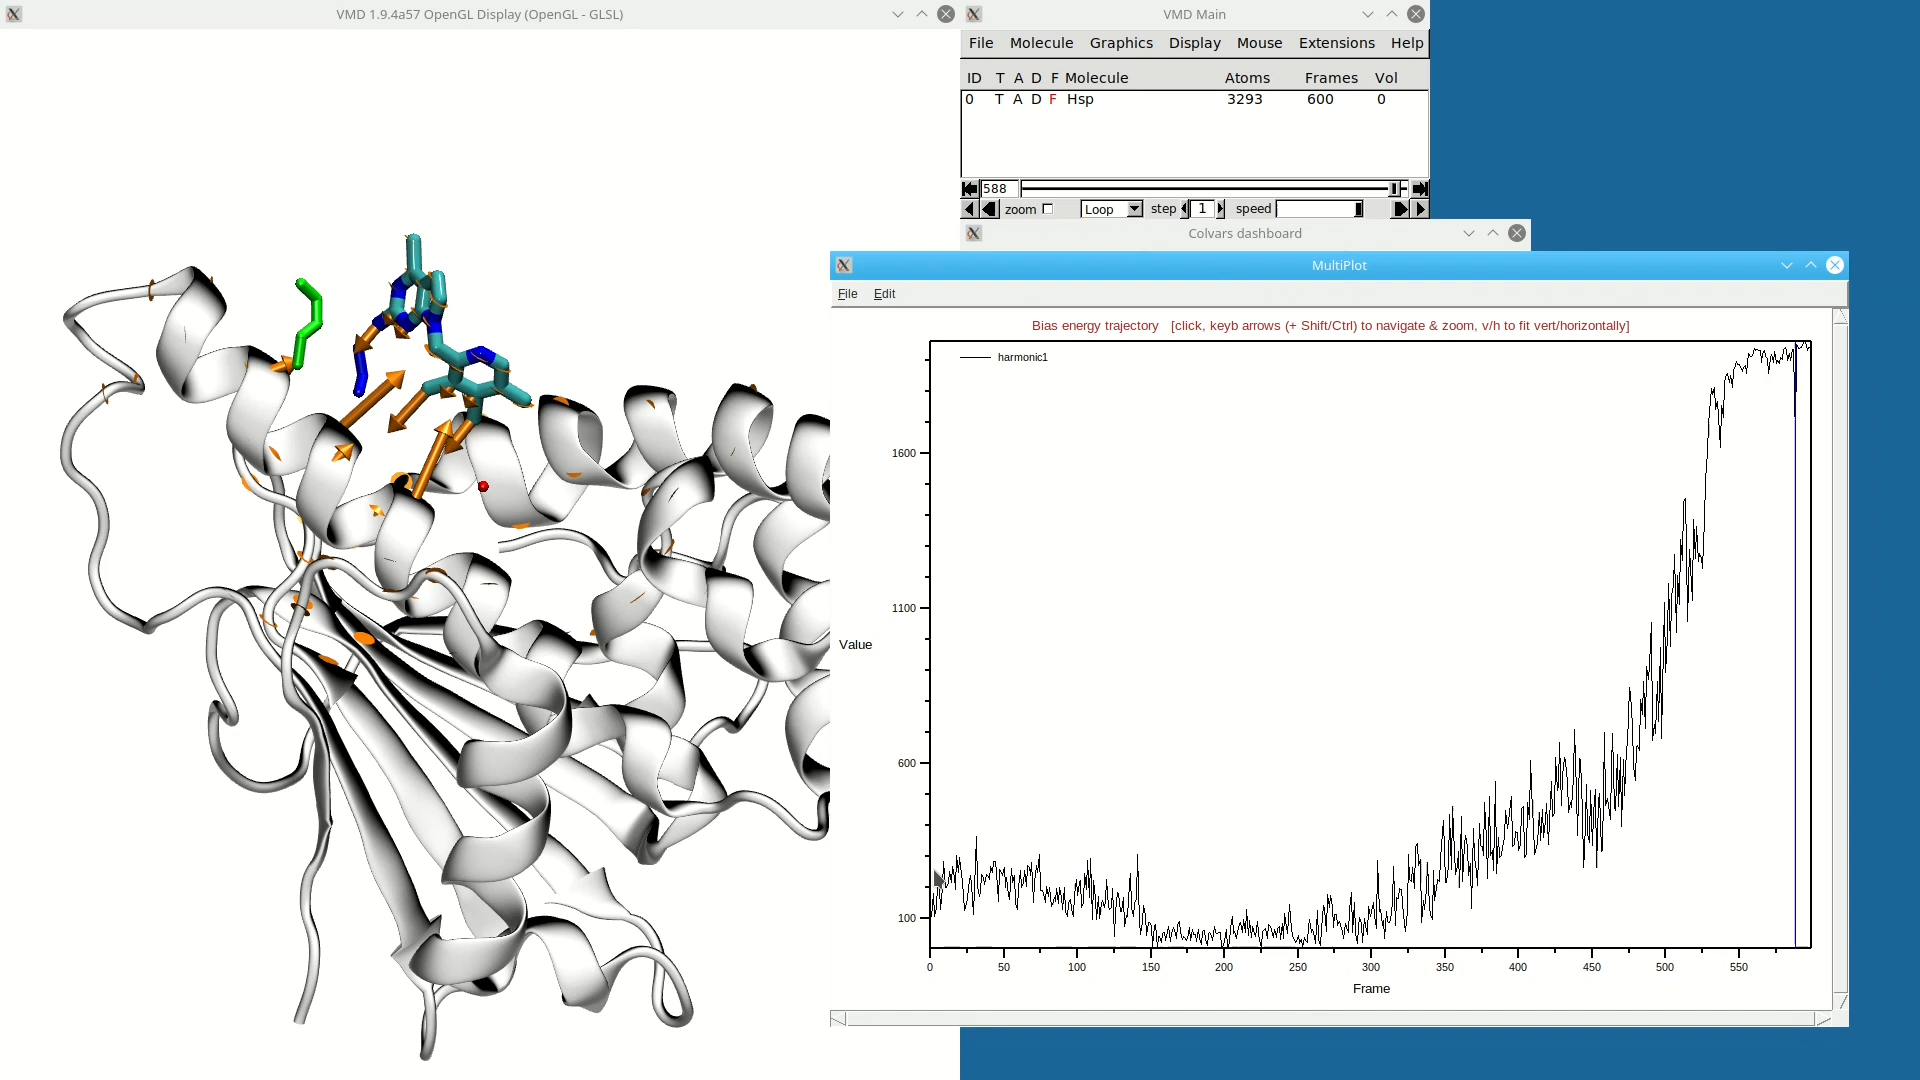 VMD 1.9.4a57 OpenGL Display (OpenGL - GLSL)
VMD Main
File Molecule Graphics Display Mouse Extensions Help
ID T A D F Molecule Atoms Frames Vol
0 T A D F Hsp 3293 600 0
588
zoom Loop step 1 speed
Colvars dashboard
MultiPlot
File Edit
Bias energy trajectory [click, keyb arrows (+ Shift/Ctrl) to navigate & zoom, v/h to fit vert/horizontally]
harmonic1
1600
1100
Value
600
100
0 50 100 150 200 250 300 350 400 450 500 550
Frame